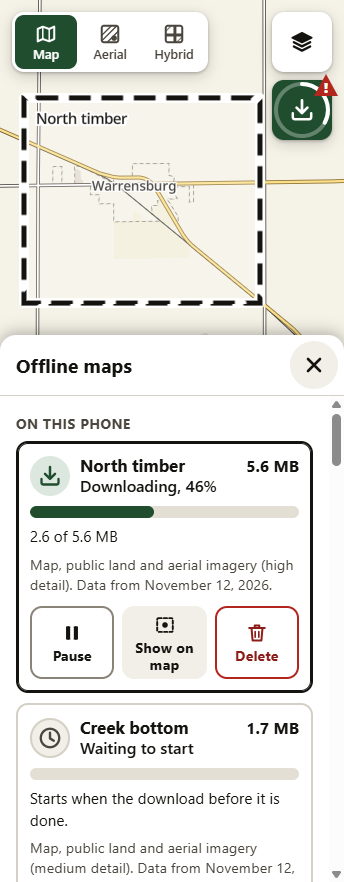 Map
Aerial
Hybrid
North timber
Warrensburg
Offline maps
ON THIS PHONE
North timber
5.6 MB
Downloading, 46%
2.6 of 5.6 MB
Map, public land and aerial imagery (high
detail). Data from November 12, 2026.
Pause
Show on
map
Delete
Creek bottom
1.7 MB
Waiting to start
Starts when the download before it is
done.
Map, public land and aerial imagery
(medium detail). Data from November 12,